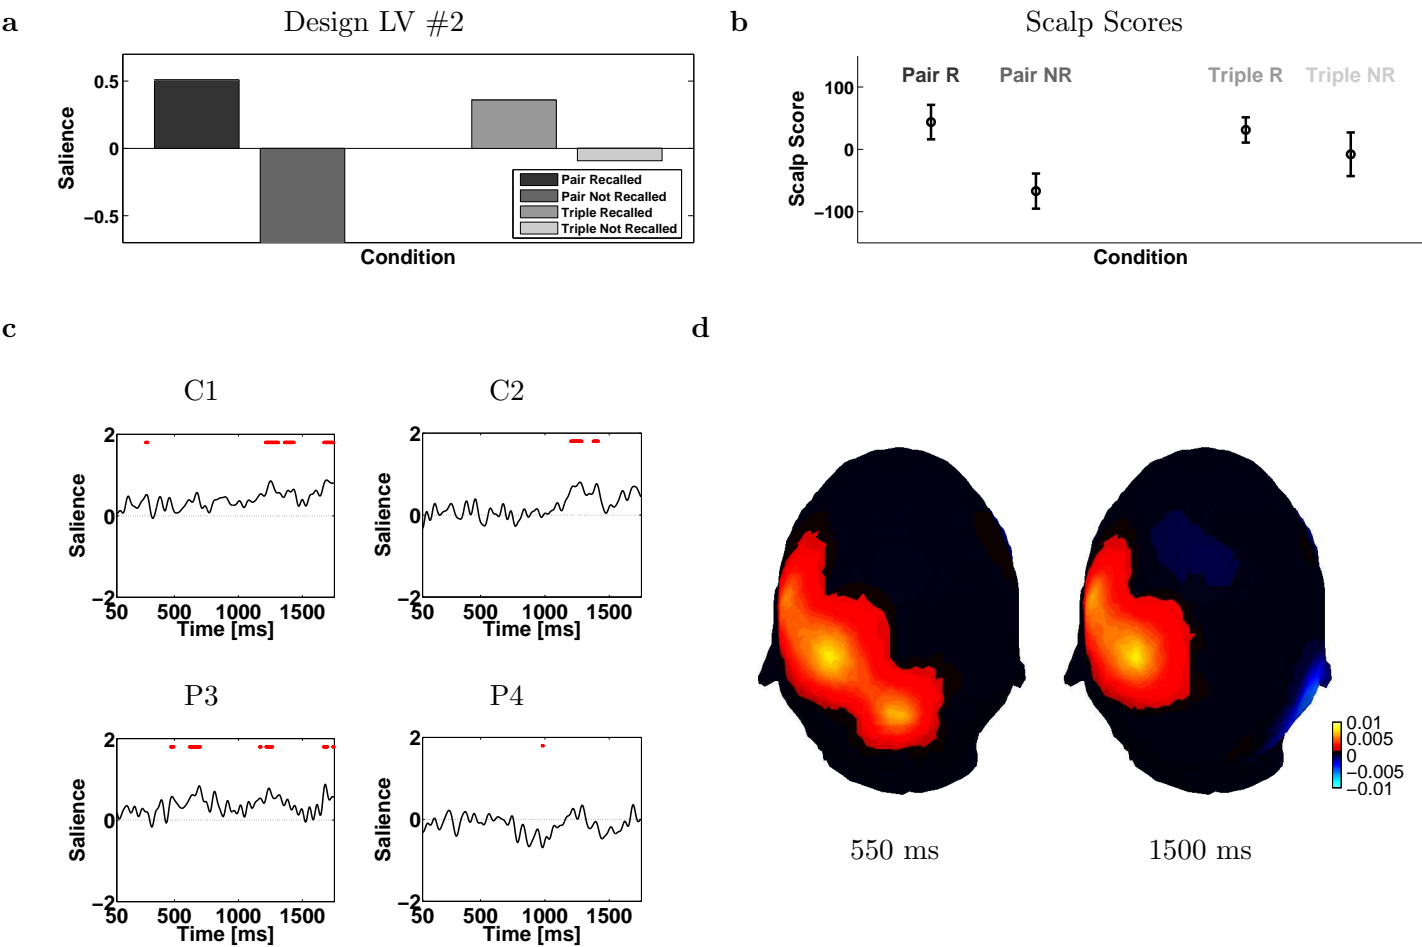 a
Design LV #2
Salience
0.5
0
−0.5
Pair Recalled
Pair Not Recalled
Triple Recalled
Triple Not Recalled
Condition
b
Scalp Scores
Scalp Score
100
0
−100
Pair R
Pair NR
Triple R
Triple NR
Condition
c
C1
Salience
2
0
−2
50
500
1000
1500
Time [ms]
C2
Salience
2
0
−2
50
500
1000
1500
Time [ms]
P3
Salience
2
0
−2
50
500
1000
1500
Time [ms]
P4
Salience
2
0
−2
50
500
1000
1500
Time [ms]
d
0.01
0.005
0
−0.005
−0.01
550 ms
1500 ms